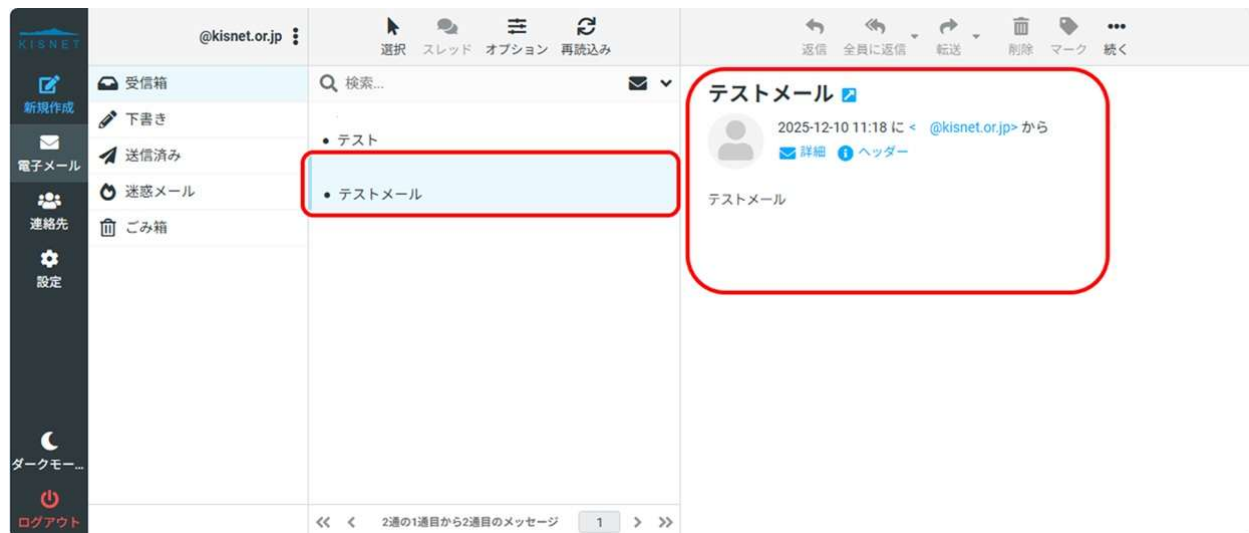 KISNET
新規作成
電子メール
連絡先
設定
ダークモー...
ログアウト
@kisnet.or.jp
受信箱
下書き
送信済み
迷惑メール
ごみ箱
選択 スレッド オプション 再読込み
検索...
• テスト
• テストメール
2通の1通目から2通目のメッセージ 1
返信 全員に返信 転送 削除 マーク 続く
テストメール
2025-12-10 11:18 に < @kisnet.or.jp> から
詳細 ヘッダー
テストメール